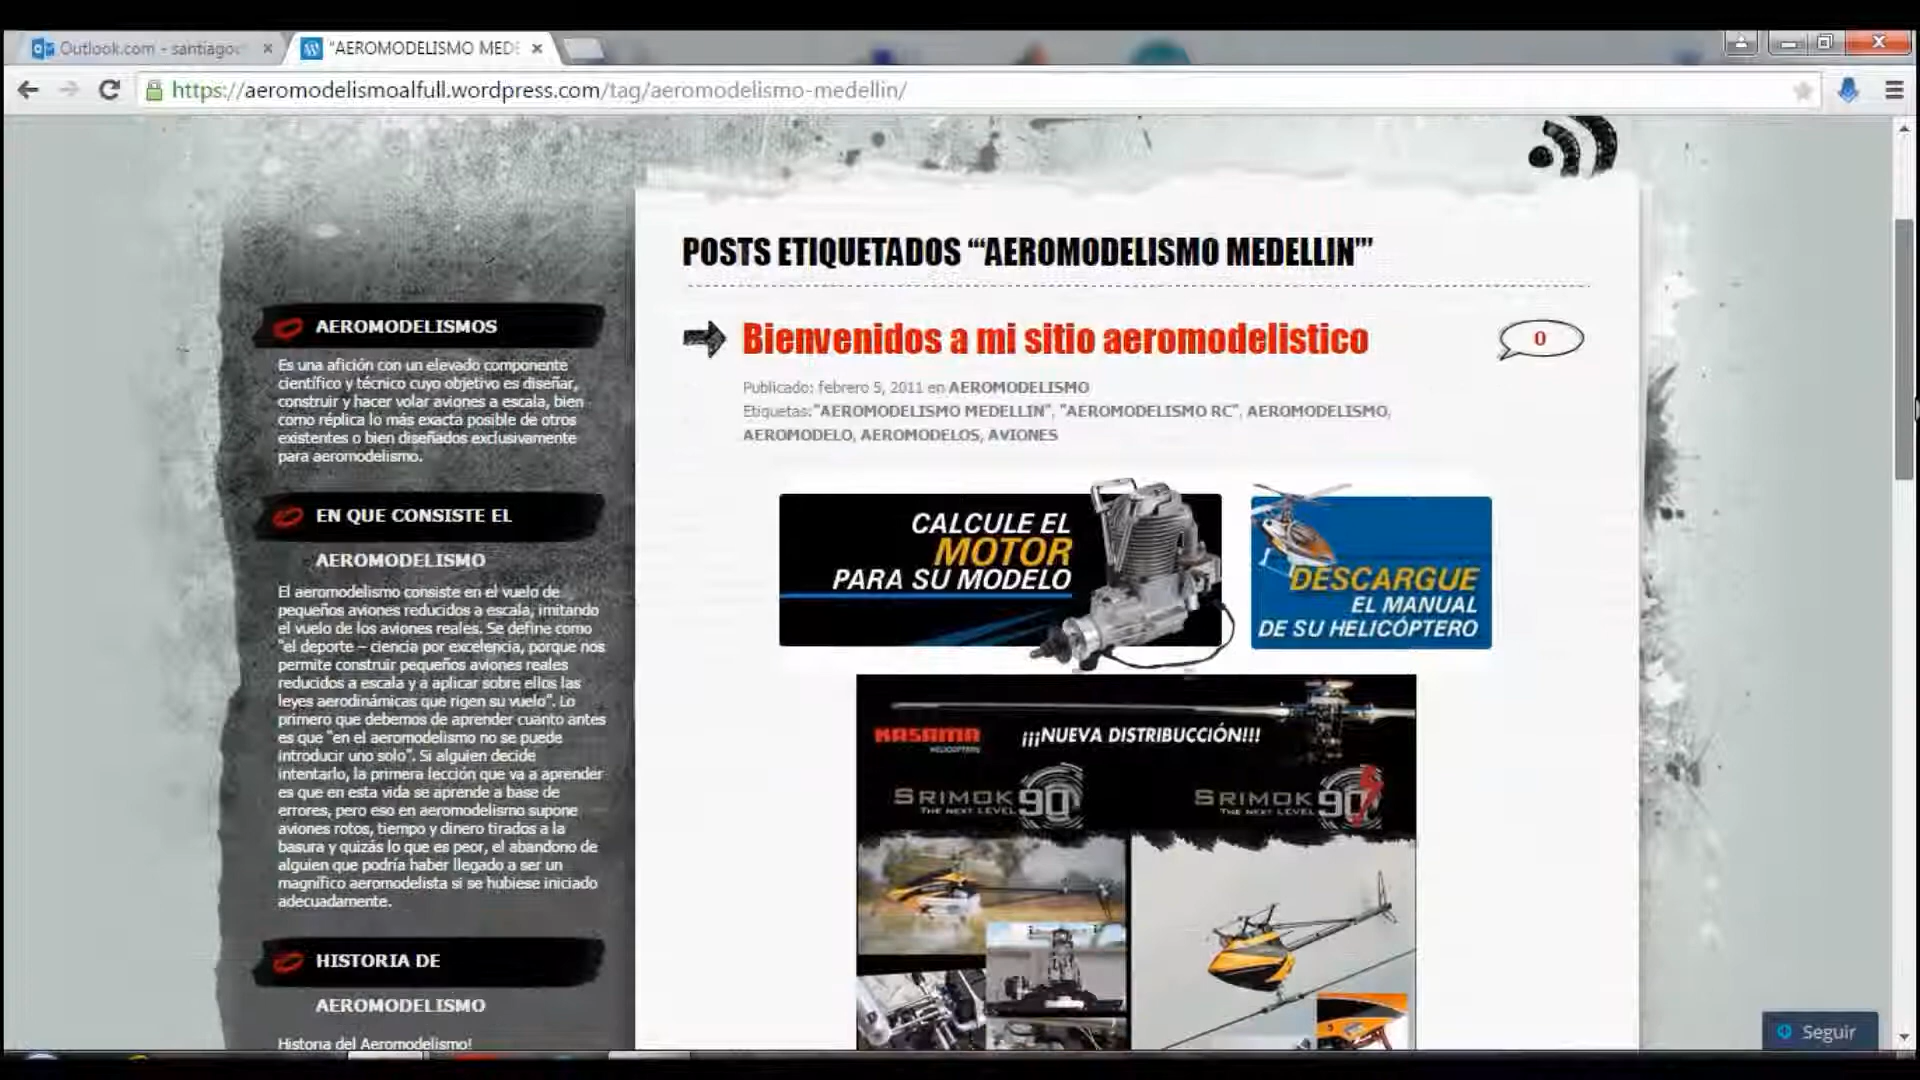 Outlook.com - santiago
"AEROMODELISMO MEDE
https://aeromodelismoalfull.wordpress.com/tag/aeromodelismo-medellin/
AEROMODELISMOS
Es una afición con un elevado componente
científico y técnico cuyo objetivo es diseñar,
construir y hacer volar aviones a escala, bien
como réplica lo más exacta posible de otros
existentes o bien diseñados exclusivamente
para aeromodelismo.
EN QUE CONSISTE EL
AEROMODELISMO
El aeromodelismo consiste en el vuelo de
pequeños aviones reducidos a escala, imitando
el vuelo de los aviones reales. Se define como
"el deporte – ciencia por excelencia, porque nos
permite construir pequeños aviones reales
reducidos a escala y a aplicar sobre ellos las
leyes aerodinámicas que rigen su vuelo". Lo
primero que debemos de aprender cuanto antes
es que "en el aeromodelismo no se puede
introducir uno solo". Si alguien decide
intentarlo, la primera lección que va a aprender
es que en esta vida se aprende a base de
errores, pero eso en aeromodelismo supone
aviones rotos, tiempo y dinero tirados a la
basura y quizás lo que es peor, el abandono de
alguien que podría haber llegado a ser un
magnífico aeromodelista si se hubiese iniciado
adecuadamente.
HISTORIA DE
AEROMODELISMO
Historia del Aeromodelismo!
POSTS ETIQUETADOS “‘AEROMODELISMO MEDELLIN’”
Bienvenidos a mi sitio aeromodelistico
0
Publicado: febrero 5, 2011 en AEROMODELISMO
Etiquetas:"AEROMODELISMO MEDELLIN", "AEROMODELISMO RC", AEROMODELISMO,
AEROMODELO, AEROMODELOS, AVIONES
CALCULE EL
MOTOR
PARA SU MODELO
DESCARGUE
EL MANUAL
DE SU HELICÓPTERO
KASAMA
HELICOPTERS
¡¡¡NUEVA DISTRIBUCCIÓN!!!
SRIMOK 90
THE NEXT LEVEL
SRIMOK 90
THE NEXT LEVEL
Seguir